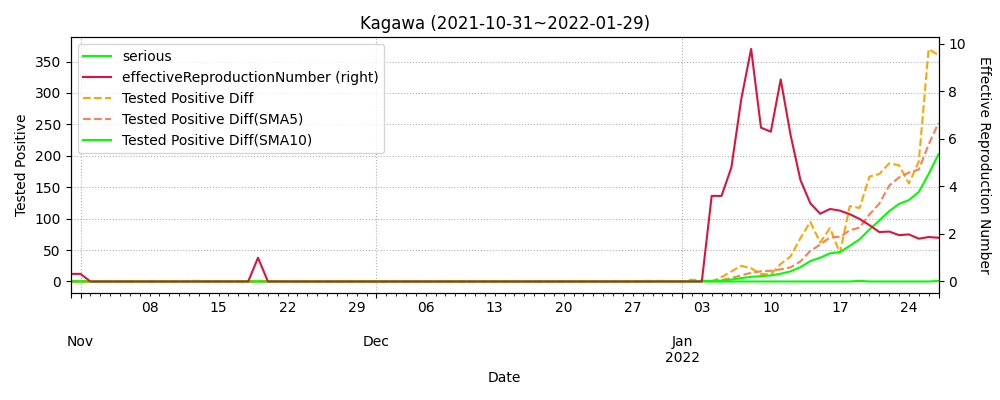 Kagawa (2021-10-31~2022-01-29)
serious
effectiveReproductionNumber (right)
Tested Positive Diff
Tested Positive Diff(SMA5)
Tested Positive Diff(SMA10)
Tested Positive
350
300
250
200
150
100
50
0
10
8
6
4
2
0
Effective Reproduction Number
08 15 22 29 06 13 20 27 03 10 17 24
Nov Dec Jan
2022
Date